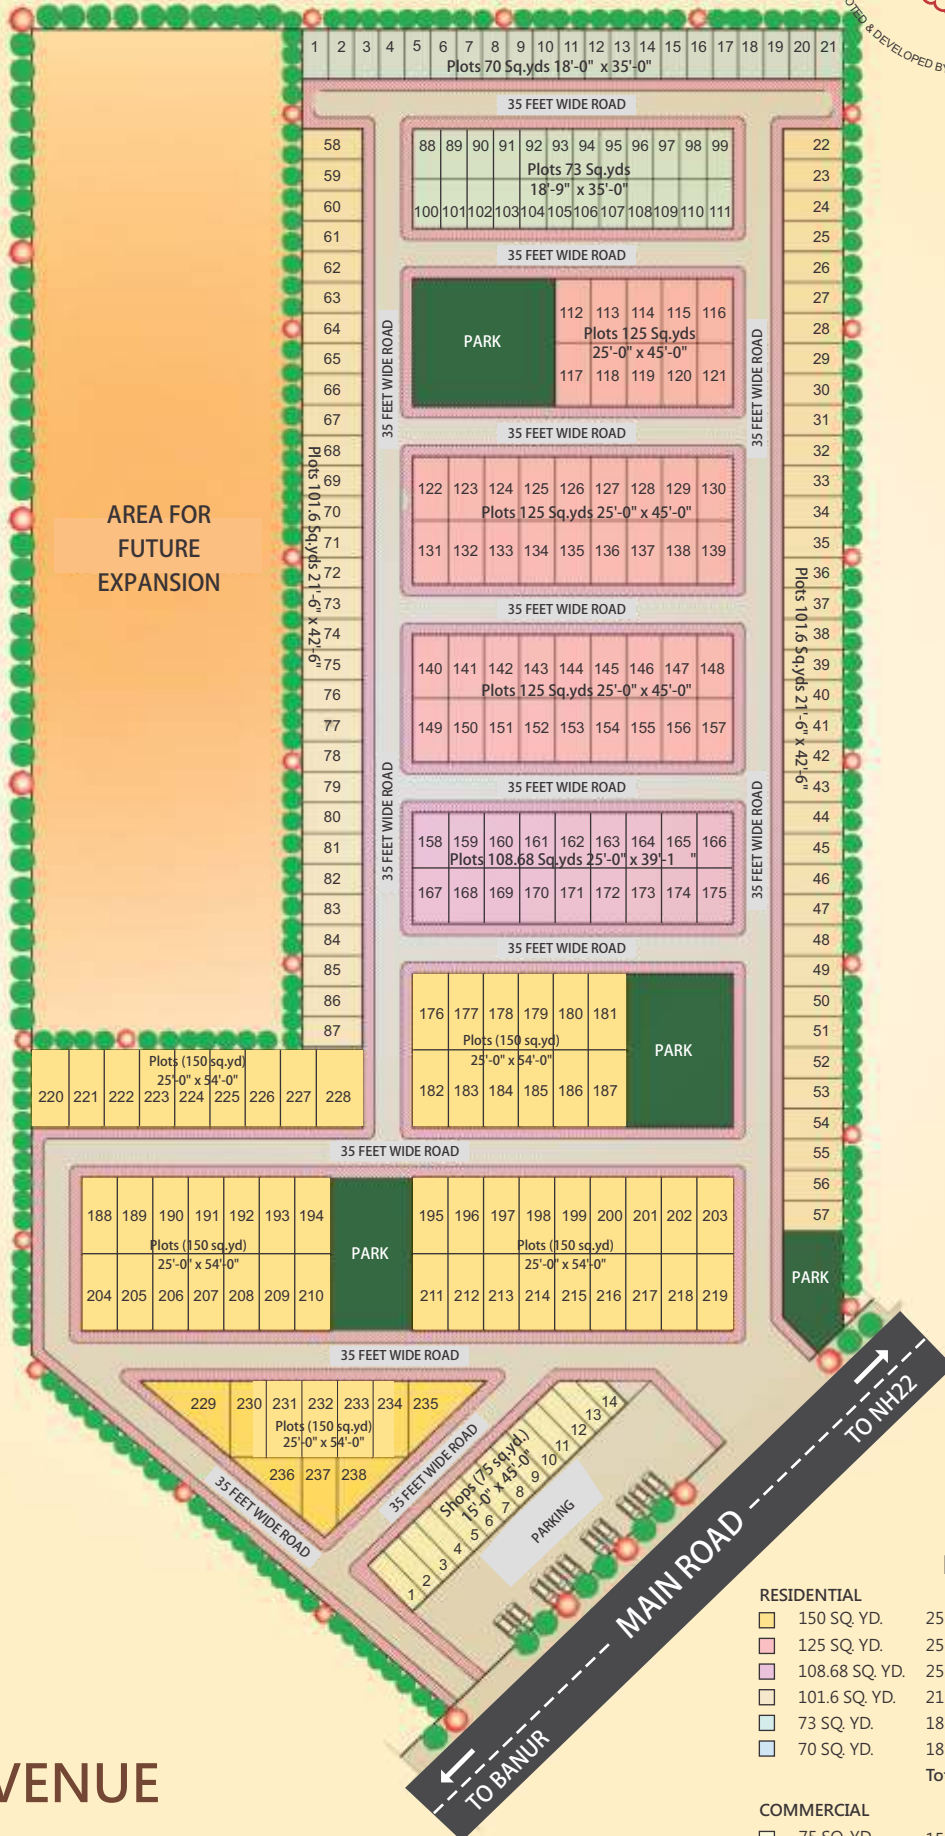 OTED & DEVELOPED BY
1 2 3 4 5 6 7 8 9 10 11 12 13 14 15 16 17 18 19 20 21
Plots 70 Sq.yds 18'-0" x 35'-0"
35 FEET WIDE ROAD
88 89 90 91 92 93 94 95 96 97 98 99
Plots 73 Sq.yds
18'-9" x 35'-0"
100 101 102 103 104 105 106 107 108 109 110 111
35 FEET WIDE ROAD
58
59
60
61
62
63
64
65
66
67
68
69
70
71
72
73
74
75
76
77
78
79
80
81
82
83
84
85
86
87
Plots 101.6 Sq.yds 21'-6" x 42'-6"
22
23
24
25
26
27
28
29
30
31
32
33
34
35
36
37
38
39
40
41
42
43
44
45
46
47
48
49
50
51
52
53
54
55
56
57
Plots 101.6 Sq.yds 21'-6" x 42'-6"
PARK
AREA FOR
FUTURE
EXPANSION
35 FEET WIDE ROAD
35 FEET WIDE ROAD
PARK
112 113 114 115 116
Plots 125 Sq.yds
25'-0" x 45'-0"
117 118 119 120 121
35 FEET WIDE ROAD
122 123 124 125 126 127 128 129 130
Plots 125 Sq.yds 25'-0" x 45'-0"
131 132 133 134 135 136 137 138 139
35 FEET WIDE ROAD
140 141 142 143 144 145 146 147 148
Plots 125 Sq.yds 25'-0" x 45'-0"
149 150 151 152 153 154 155 156 157
35 FEET WIDE ROAD
35 FEET WIDE ROAD
35 FEET WIDE ROAD
158 159 160 161 162 163 164 165 166
Plots 108.68 Sq.yds 25'-0" x 39'-1 "
167 168 169 170 171 172 173 174 175
35 FEET WIDE ROAD
176 177 178 179 180 181
Plots (150 sq.yd)
25'-0" x 54'-0"
182 183 184 185 186 187
PARK
Plots (150 sq.yd)
25'-0" x 54'-0"
220 221 222 223 224 225 226 227 228
35 FEET WIDE ROAD
188 189 190 191 192 193 194
Plots (150 sq.yd)
25'-0" x 54'-0"
204 205 206 207 208 209 210
PARK
195 196 197 198 199 200 201 202 203
Plots (150 sq.yd)
25'-0" x 54'-0"
211 212 213 214 215 216 217 218 219
35 FEET WIDE ROAD
229 230 231 232 233 234 235
Plots (150 sq.yd)
25'-0" x 54'-0"
236 237 238
35 FEET WIDE ROAD
35 FEET WIDE ROAD
1 2 3 4 5 6 7 8 9 10 11 12 13 14
Shops (75 sq.yd.)
15'-0" x 45'-0"
PARKING
TO NH22
MAIN ROAD
TO BANUR
RESIDENTIAL
150 SQ. YD. 25
125 SQ. YD. 25
108.68 SQ. YD. 25
101.6 SQ. YD. 21
73 SQ. YD. 18
70 SQ. YD. 18
To
COMMERCIAL
75 SQ. YD. 15
VENUE